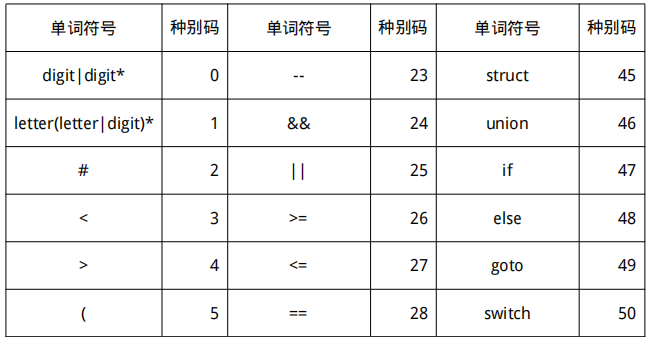 单词符号 种别码 单词符号 种别码 单词符号 种别码
digit|digit* 0 -- 23 struct 45
letter(letter|digit)* 1 && 24 union 46
# 2 || 25 if 47
< 3 >= 26 else 48
> 4 <= 27 goto 49
( 5 == 28 switch 50